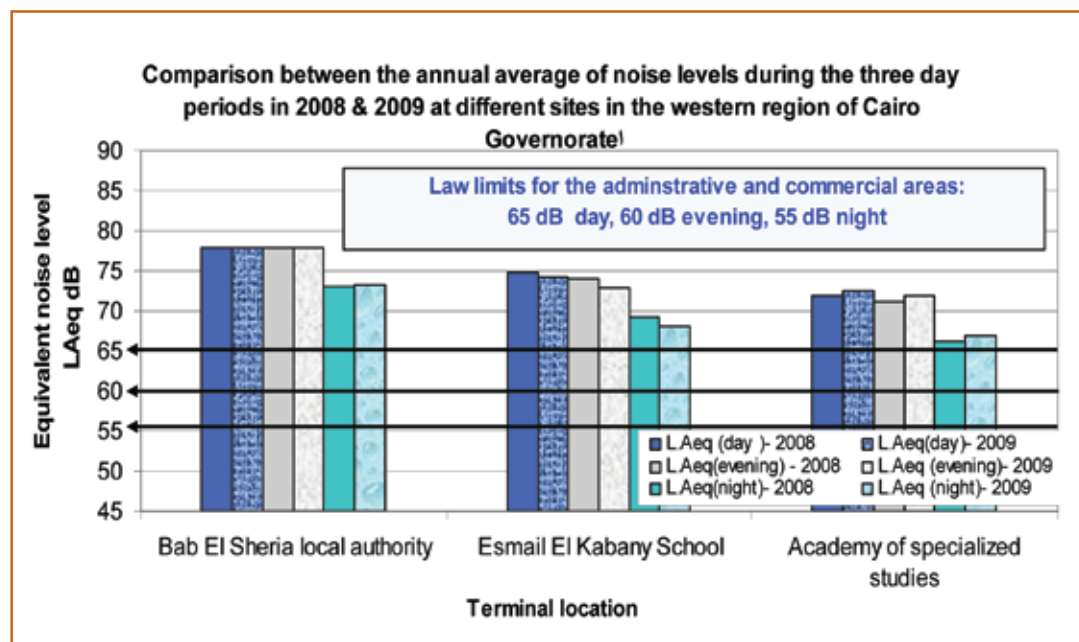 Comparison between the annual average of noise levels during the three day
periods in 2008 & 2009 at different sites in the western region of Cairo
Governorate¹
Law limits for the adminstrative and commercial areas:
65 dB day, 60 dB evening, 55 dB night
Equivalent noise level
LAeq dB
90
85
80
75
70
65
60
55
50
45
L.Aeq (day )- 2008
L.Aeq(day)- 2009
L.Aeq(evening) - 2008
L.Aeq (evening)- 2009
L.Aeq(night)- 2008
L.Aeq (night)- 2009
Bab El Sheria local authority
Esmail El Kabany School
Academy of specialized
studies
Terminal location